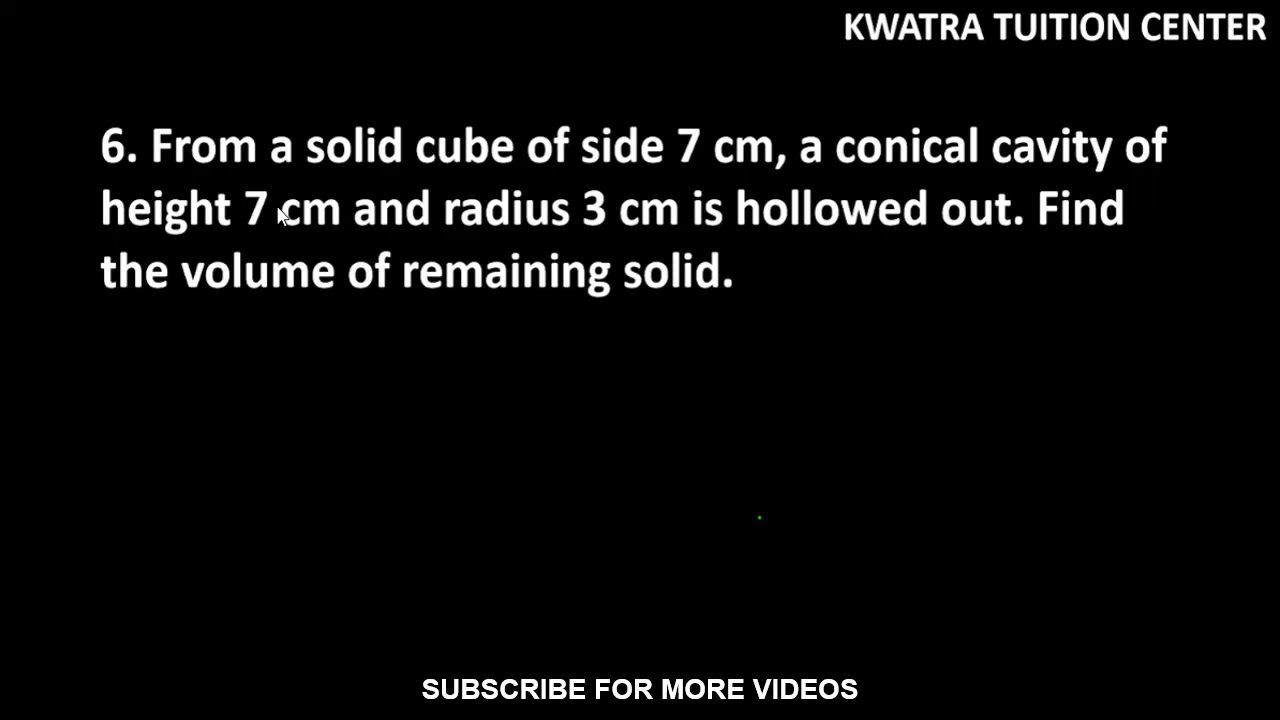 KWATRA TUITION CENTER
6. From a solid cube of side 7 cm, a conical cavity of
height 7 cm and radius 3 cm is hollowed out. Find
the volume of remaining solid.
SUBSCRIBE FOR MORE VIDEOS